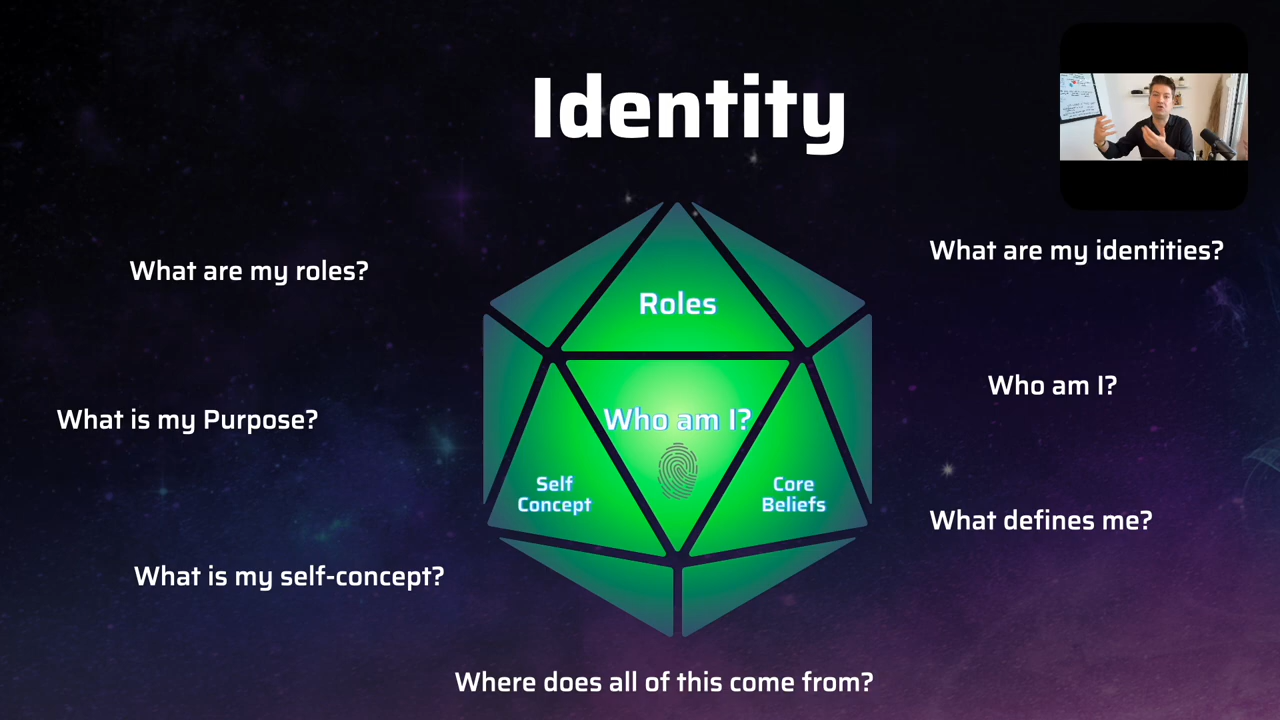 Identity
What are my roles?
What are my identities?
Roles
What is my Purpose?
Who am I?
Who am I?
Self
Concept
Core
Beliefs
What defines me?
What is my self-concept?
Where does all of this come from?